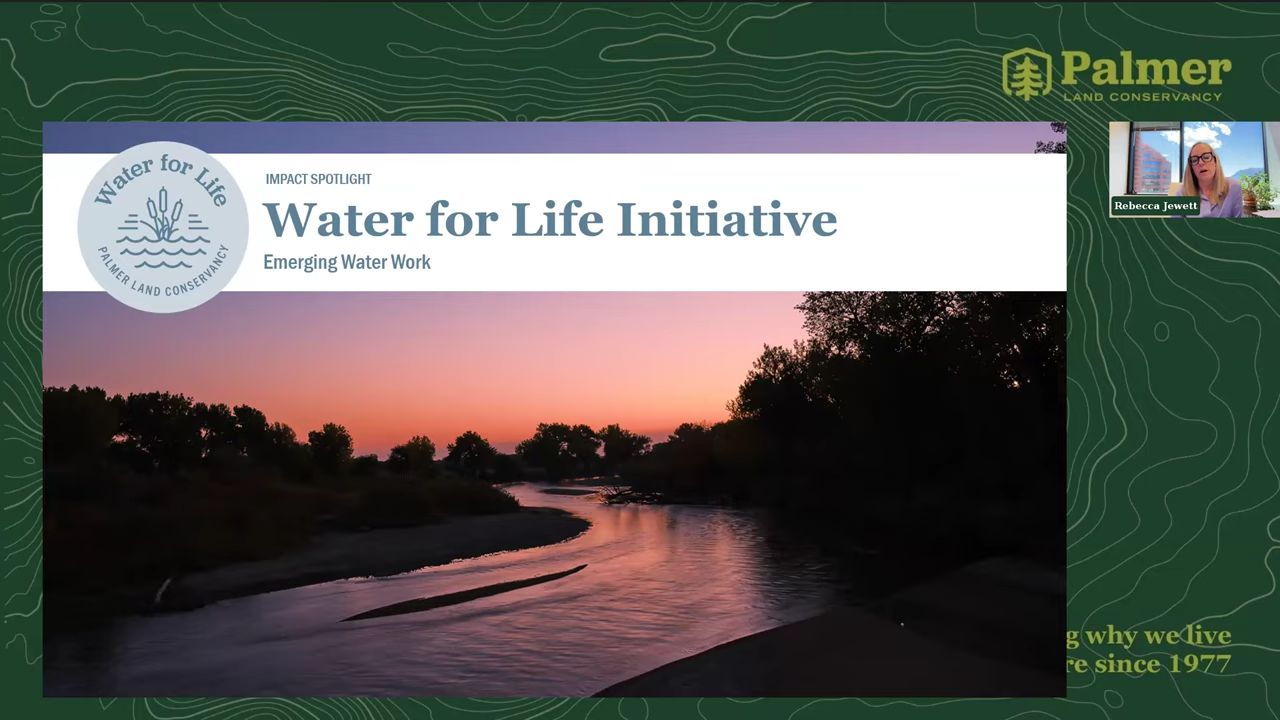 Palmer
LAND CONSERVANCY
Water for Life
PALMER LAND CONSERVANCY
IMPACT SPOTLIGHT
Water for Life Initiative
Emerging Water Work
Rebecca Jewett
g why we live
re since 1977